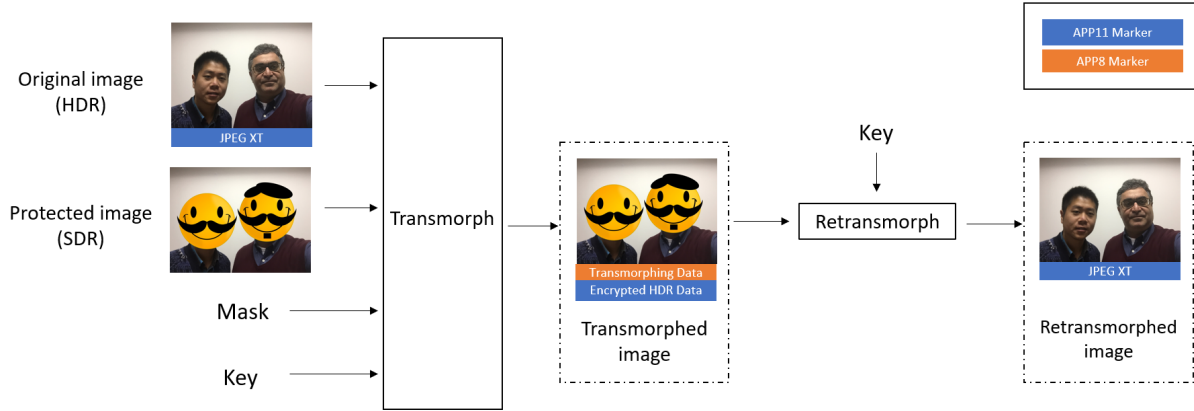 Original image
(HDR)
JPEG XT
Protected image
(SDR)
Mask
Key
Transmorph
Transmorphing Data
Encrypted HDR Data
Transmorphed
image
Key
Retransmorph
APP11 Marker
APP8 Marker
JPEG XT
Retransmorphed
image